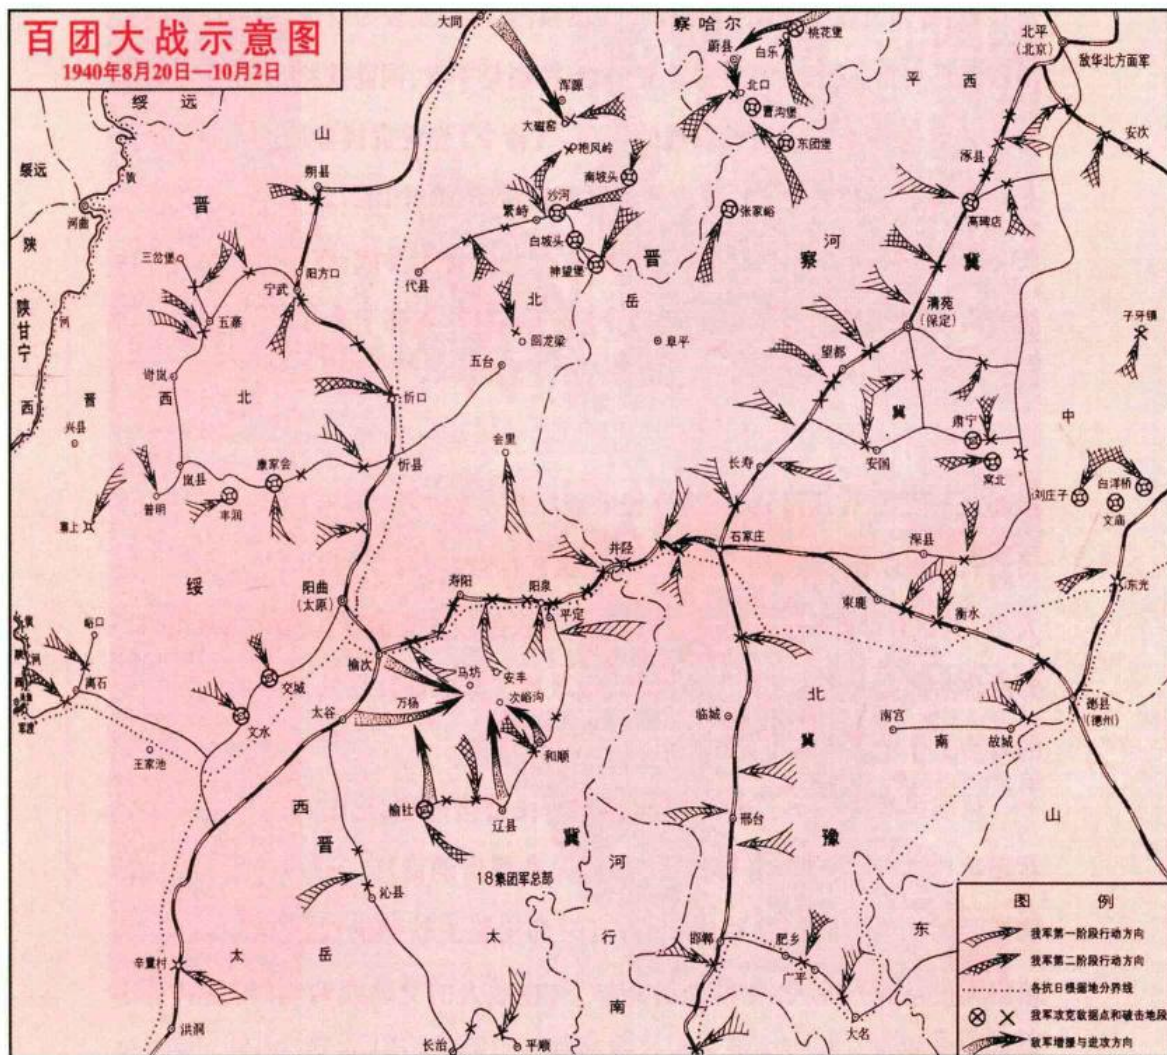 百团大战示意图
1940年8月20日—10月2日
大同
察哈尔
蔚县
白乐
桃花堡
北平
(北京)
敌华北方面军
绥远
山
浑源
大磁窑
北口
曹沟堡
东团堡
平西
安次
涿县
绥远
黄
河曲
朔县
晋
抱风岭
南坡头
沙河
繁峙
白坡头
神望堡
张家峪
高碑店
陕
三岔堡
阳方口
宁武
代县
北
岳
晋
察
河
冀
陕甘宁
河
五寨
回龙梁
阜平
清苑
(保定)
望都
子牙镇
五台
岢岚
西
晋
西
北
忻口
兴县
冀
肃宁
中
会里
安国
窝北
刘庄子
白洋桥
文庙
岚县
康家会
忻县
长寿
普明
丰润
寨上
石家庄
深县
井陉
绥
阳曲
(太原)
寿阳
阳泉
平定
束鹿
衡水
东光
峪口
离石
军渡
黄
河
榆次
马坊
安丰
次峪沟
交城
文水
太谷
万杨
王家池
临城
北
冀
南宫
南
故城
德县
(德州)
和顺
西
晋
榆社
辽县
冀
河
邢台
豫
山
18集团军总部
沁县
太
岳
太
行
南
辛置村
洪洞
长治
平顺
邯郸
肥乡
广平
大名
东
图例
我军第一阶段行动方向
我军第二阶段行动方向
各抗日根据地分界线
我军攻克敌据点和破击地段
敌军增援与进攻方向